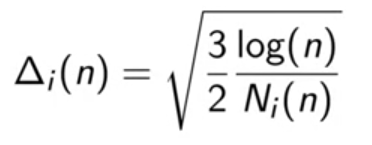 Δᵢ(n) = √(3/2 log(n)/Nᵢ(n))